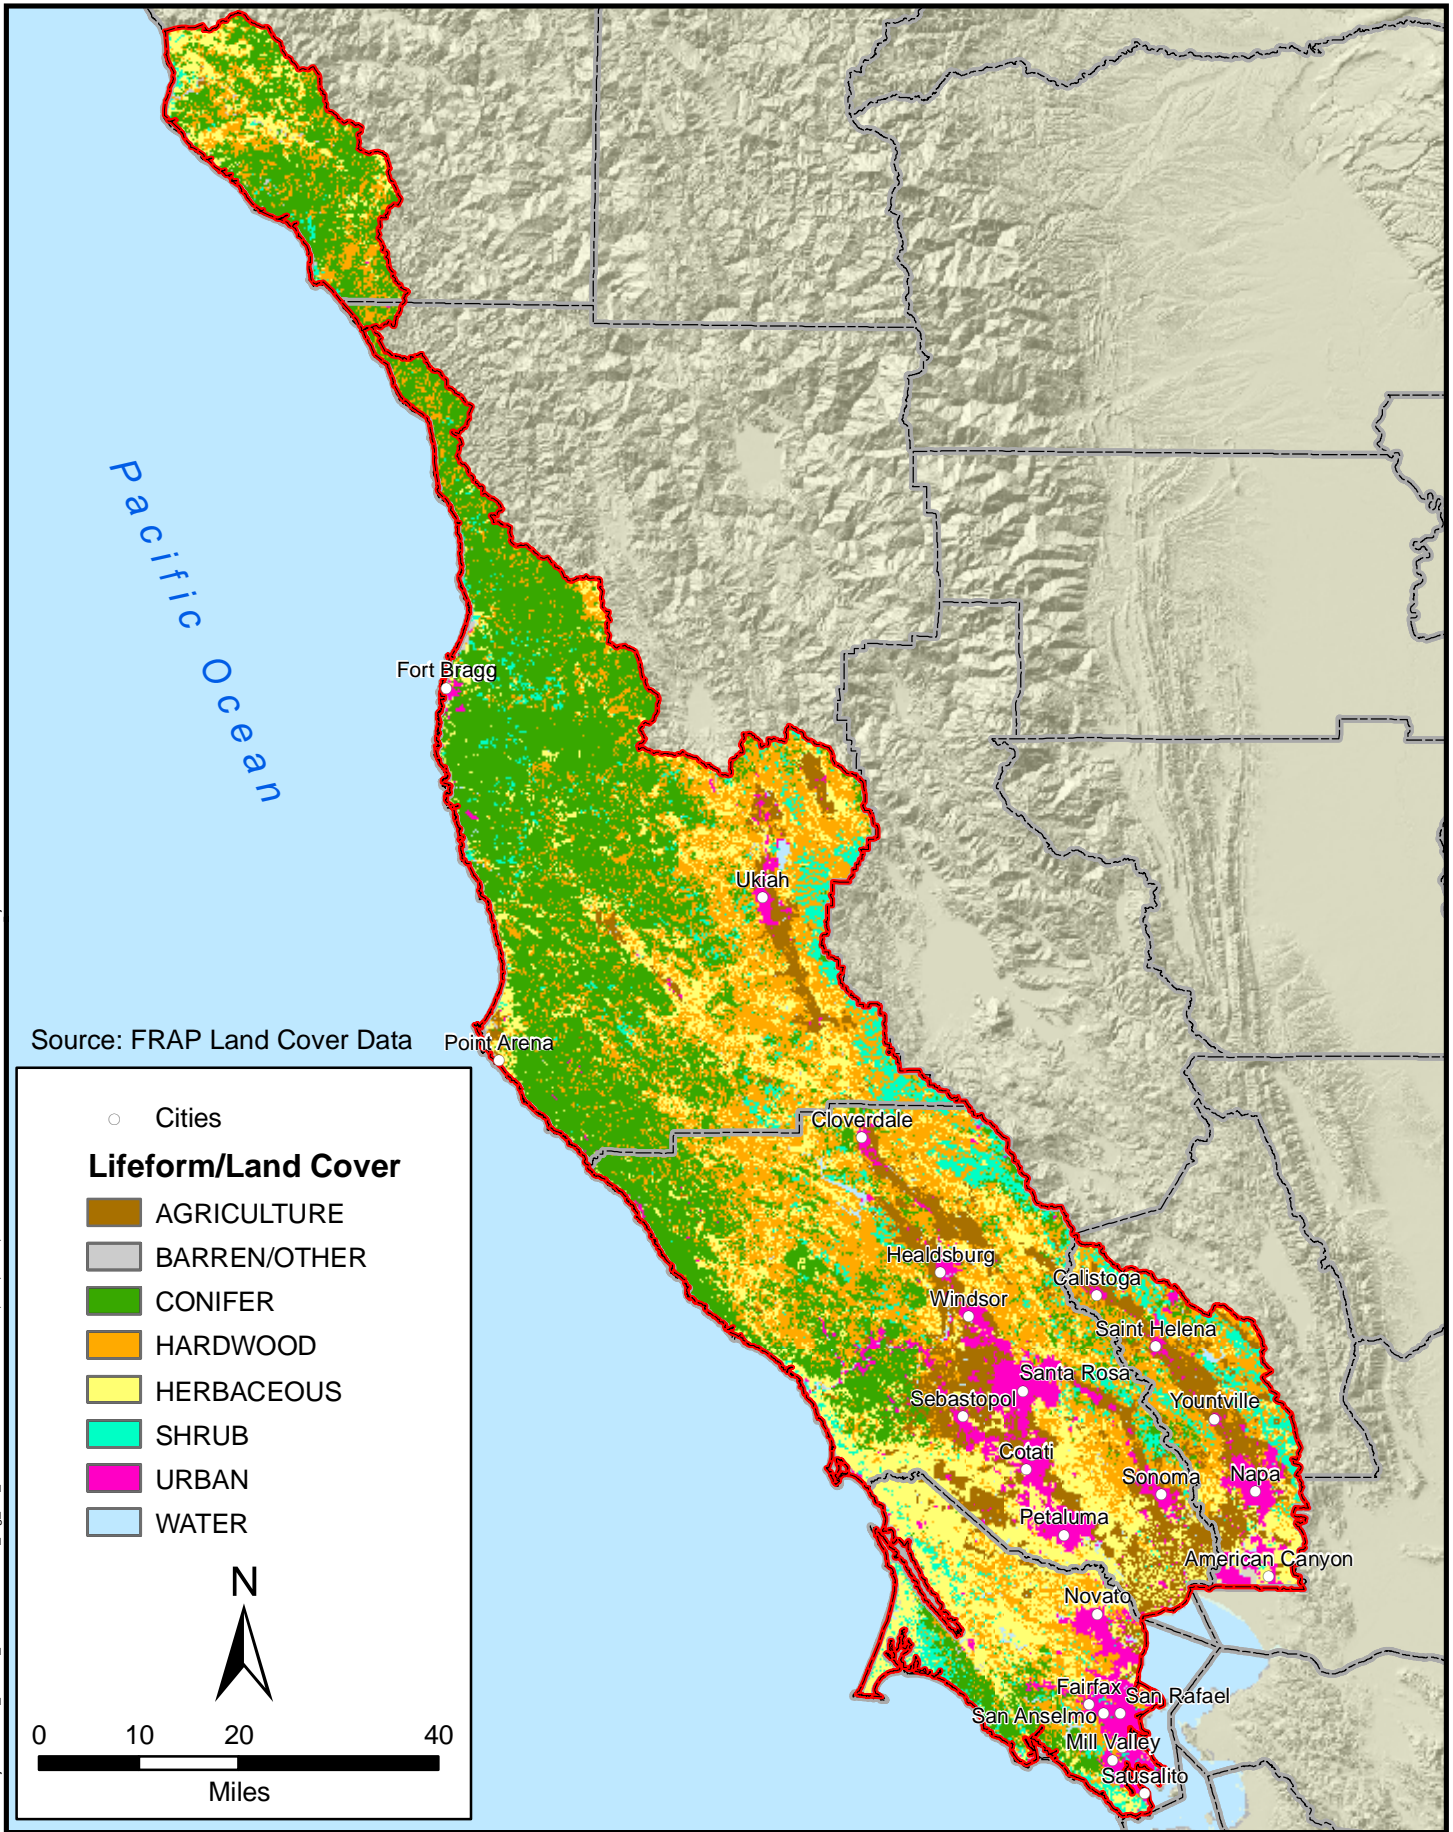 Pacific Ocean
Fort Bragg
Ukiah
Source: FRAP Land Cover Data
Point Arena
Cloverdale
Healdsburg
Calistoga
Windsor
Saint Helena
Santa Rosa
Sebastopol
Yountville
Cotati
Sonoma
Napa
Petaluma
American Canyon
Novato
Fairfax
San Rafael
San Anselmo
Mill Valley
Sausalito
Cities
Lifeform/Land Cover
AGRICULTURE
BARREN/OTHER
CONIFER
HARDWOOD
HERBACEOUS
SHRUB
URBAN
WATER
N
0 10 20 40
Miles